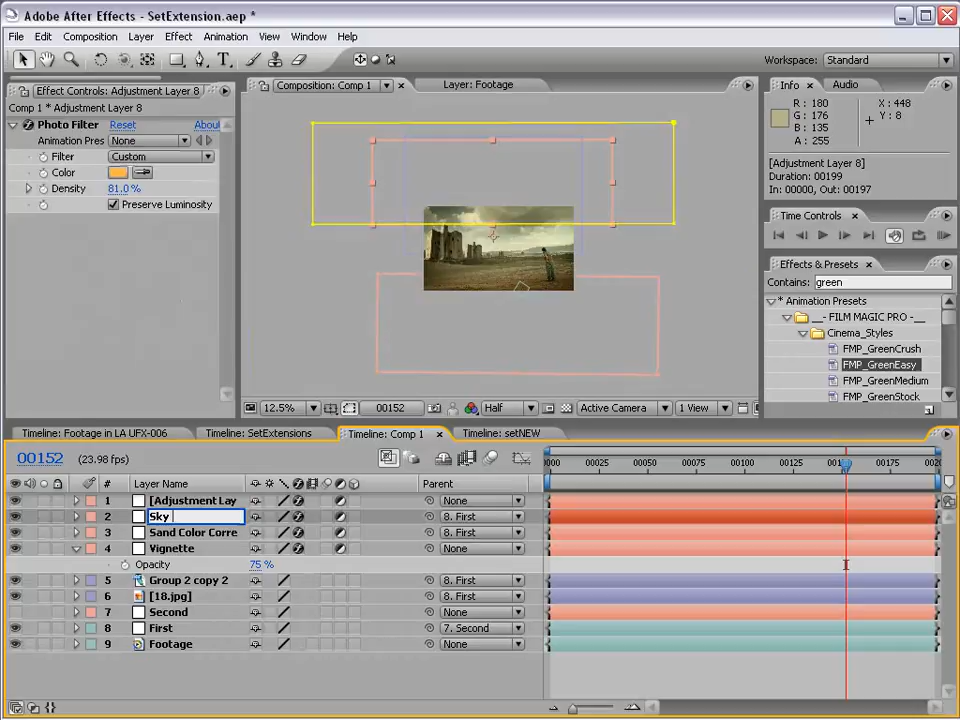 Adobe After Effects - SetExtension.aep *
File Edit Composition Layer Effect Animation View Window Help
Workspace: Standard
Effect Controls: Adjustment Layer 8
Comp 1 * Adjustment Layer 8
Photo Filter Reset Abou
Animation Pres None
Filter Custom
Color
Density 81.0 %
Preserve Luminosity
Composition: Comp 1
Layer: Footage
12.5% 00152 Half Active Camera 1 View
Info Audio
R : 180
G : 176
B : 135
A : 255
X : 448
Y : 8
[Adjustment Layer 8]
Duration: 00199
In: 00000, Out: 00197
Time Controls
Effects & Presets
Contains: green
Animation Presets
__- FILM MAGIC PRO -__
Cinema_Styles
FMP_GreenCrush
FMP_GreenEasy
FMP_GreenMedium
FMP_GreenStock
Timeline: Footage in LA UFX-006 Timeline: SetExtensions Timeline: Comp 1 Timeline: setNEW
00152 (23.98 fps)
0000 00025 00050 00075 00100 00125 0020
# Layer Name Parent
1 [Adjustment Lay None
2 Sky 8. First
3 Sand Color Corre 8. First
4 Vignette 8. First
Opacity 75 %
5 Group 2 copy 2 8. First
6 [18.jpg] 8. First
7 Second None
8 First 7. Second
9 Footage None